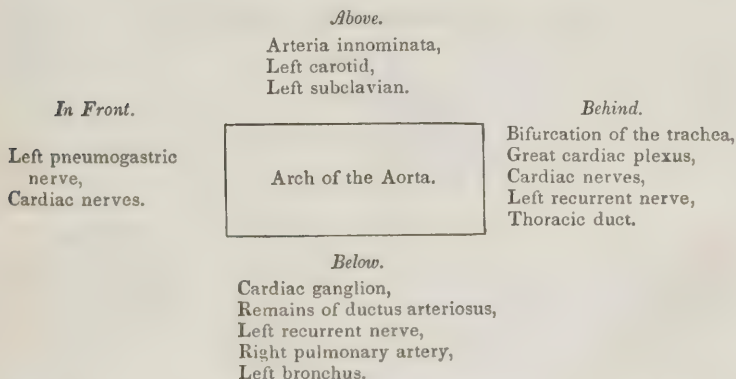 Above.
Arteria innominata,
Left carotid,
Left subclavian.
In Front.
Left pneumogastric
nerve,
Cardiac nerves.
Arch of the Aorta.
Behind.
Bifurcation of the trachea,
Great cardiac plexus,
Cardiac nerves,
Left recurrent nerve,
Thoracic duct.
Below.
Cardiac ganglion,
Remains of ductus arteriosus,
Left recurrent nerve,
Right pulmonary artery,
Left bronchus.